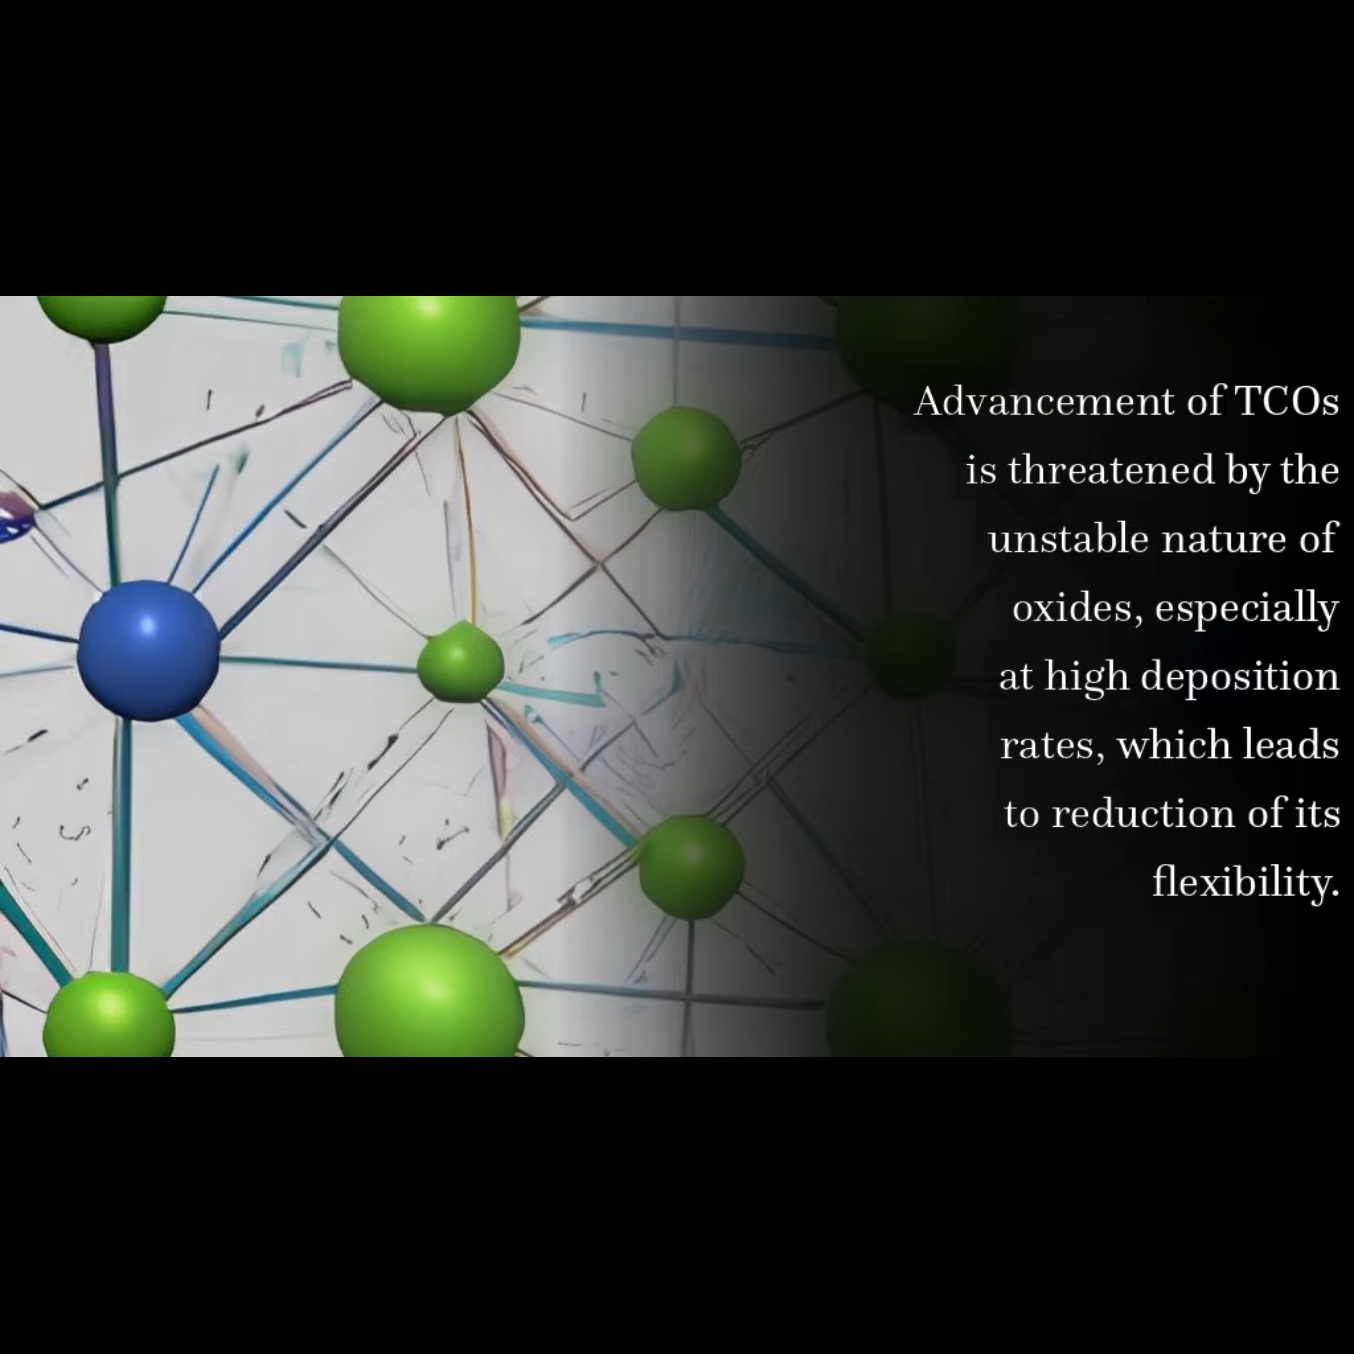 Advancement of TCOs
is threatened by the
unstable nature of
oxides, especially
at high deposition
rates, which leads
to reduction of its
flexibility.